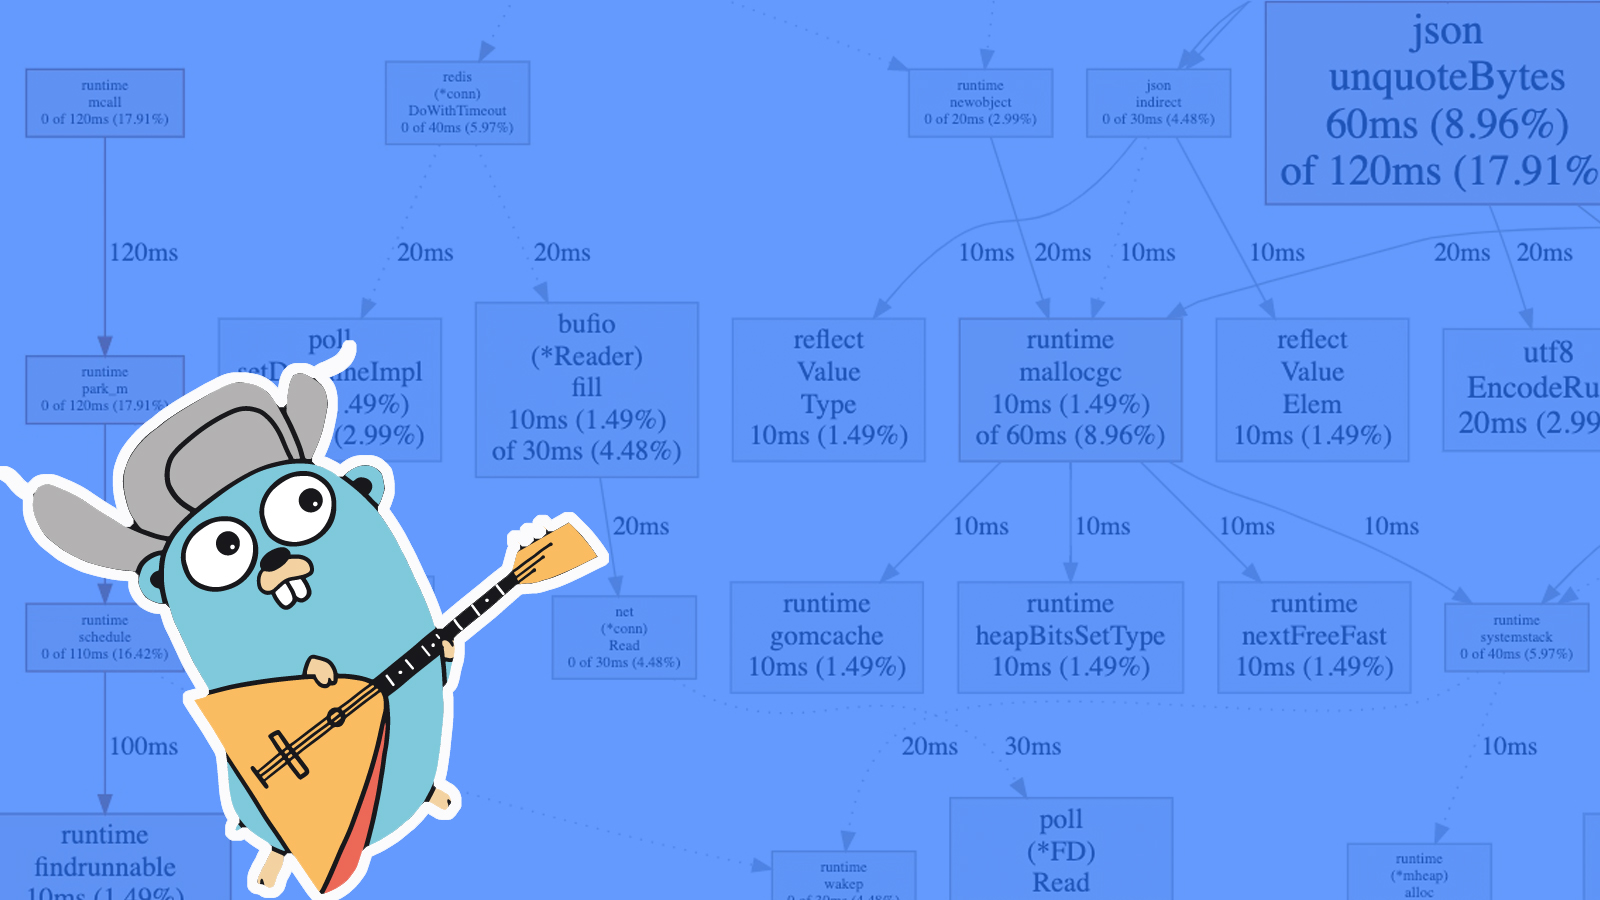 runtime
mcall
0 of 120ms (17.91%)
redis
(*conn)
DoWithTimeout
0 of 40ms (5.97%)
runtime
newobject
0 of 20ms (2.99%)
json
indirect
0 of 30ms (4.48%)
json
unquoteBytes
60ms (8.96%)
of 120ms (17.91%
120ms
20ms
20ms
10ms
20ms
10ms
10ms
20ms
20ms
runtime
park_m
0 of 120ms (17.91%)
poll
.49%)
(2.99%)
bufio
(*Reader)
fill
10ms (1.49%)
of 30ms (4.48%)
reflect
Value
Type
10ms (1.49%)
runtime
mallocgc
10ms (1.49%)
of 60ms (8.96%)
reflect
Value
Elem
10ms (1.49%)
utf8
EncodeRu
20ms (2.99
20ms
10ms
10ms
10ms
10ms
runtime
schedule
0 of 110ms (16.42%)
net
(*conn)
Read
0 of 30ms (4.48%)
runtime
gomcache
10ms (1.49%)
runtime
heapBitsSetType
10ms (1.49%)
runtime
nextFreeFast
10ms (1.49%)
runtime
systemstack
0 of 40ms (5.97%)
100ms
20ms
30ms
10ms
runtime
findrunnable
10ms (1.49%)
runtime
wakep
0 of 30ms (4.48%)
poll
(*FD)
Read
runtime
(*mheap)
alloc